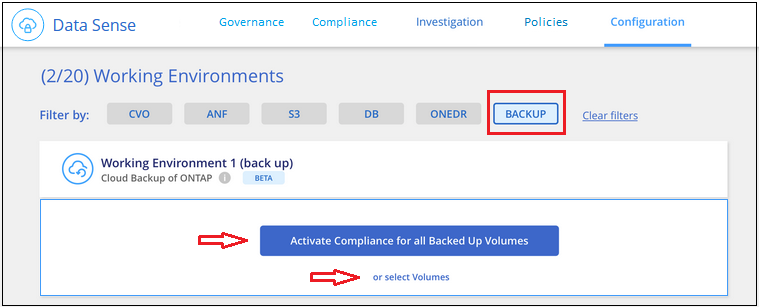 Data Sense
Governance Compliance Investigation Policies Configuration
(2/20) Working Environments
Filter by: CVO ANF S3 DB ONEDR BACKUP Clear filters
Working Environment 1 (back up)
Cloud Backup of ONTAP i BETA
Activate Compliance for all Backed Up Volumes
or select Volumes